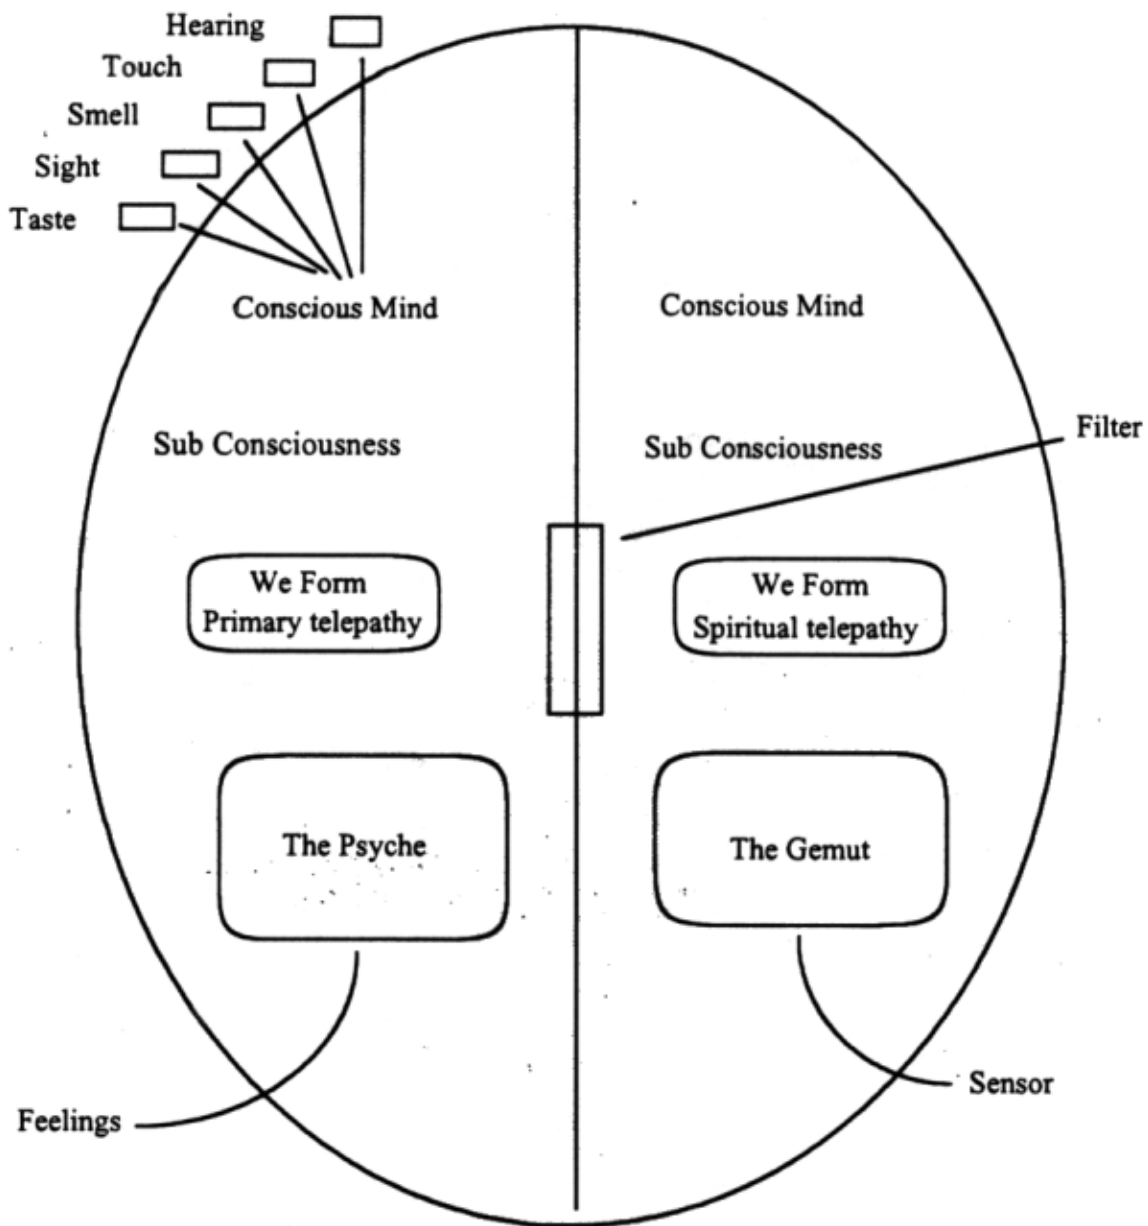 Hearing
Touch
Smell
Sight
Taste
Conscious Mind
Conscious Mind
Sub Consciousness
Sub Consciousness
Filter
We Form
Primary telepathy
We Form
Spiritual telepathy
The Psyche
The Gemut
Feelings
Sensor